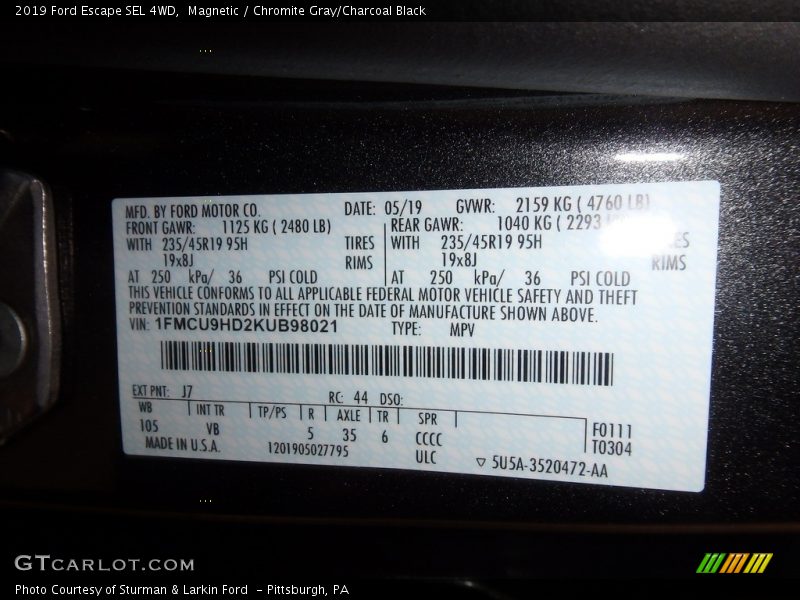 2019 Ford Escape SEL 4WD, Magnetic / Chromite Gray/Charcoal Black
MFD. BY FORD MOTOR CO. DATE: 05/19 GVWR: 2159 KG ( 4760 LB)
FRONT GAWR: 1125 KG ( 2480 LB) REAR GAWR: 1040 KG ( 2293
WITH 235/45R19 95H TIRES WITH 235/45R19 95H
19x8J RIMS 19x8J RIMS
AT 250 kPa/ 36 PSI COLD AT 250 kPa/ 36 PSI COLD
THIS VEHICLE CONFORMS TO ALL APPLICABLE FEDERAL MOTOR VEHICLE SAFETY AND THEFT
PREVENTION STANDARDS IN EFFECT ON THE DATE OF MANUFACTURE SHOWN ABOVE.
VIN: 1FMCU9HD2KUB98021 TYPE: MPV
EXT PNT: J7 RC: 44 DSO:
WB INT TR TP/PS R AXLE TR SPR
105 VB 5 35 6 CCCC F0111
MADE IN U.S.A. 1201905027795 ULC T0304
▽ 5U5A-3520472-AA
GTCARLOT.COM
Photo Courtesy of Sturman & Larkin Ford - Pittsburgh, PA